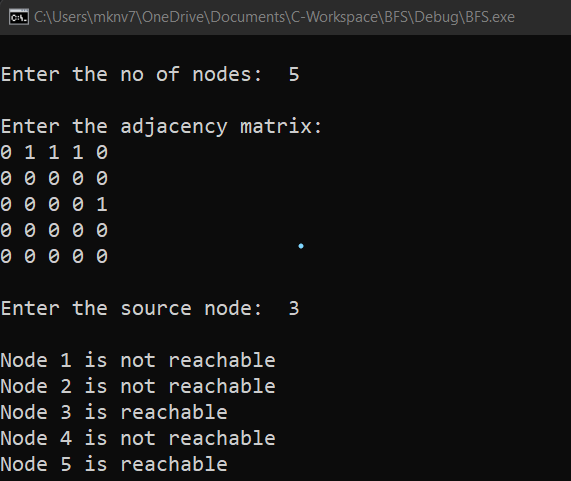 C:\Users\mknv7\OneDrive\Documents\C-Workspace\BFS\Debug\BFS.exe
Enter the no of nodes:  5
Enter the adjacency matrix:
0 1 1 1 0
0 0 0 0 0
0 0 0 0 1
0 0 0 0 0
0 0 0 0 0
Enter the source node:  3
Node 1 is not reachable
Node 2 is not reachable
Node 3 is reachable
Node 4 is not reachable
Node 5 is reachable